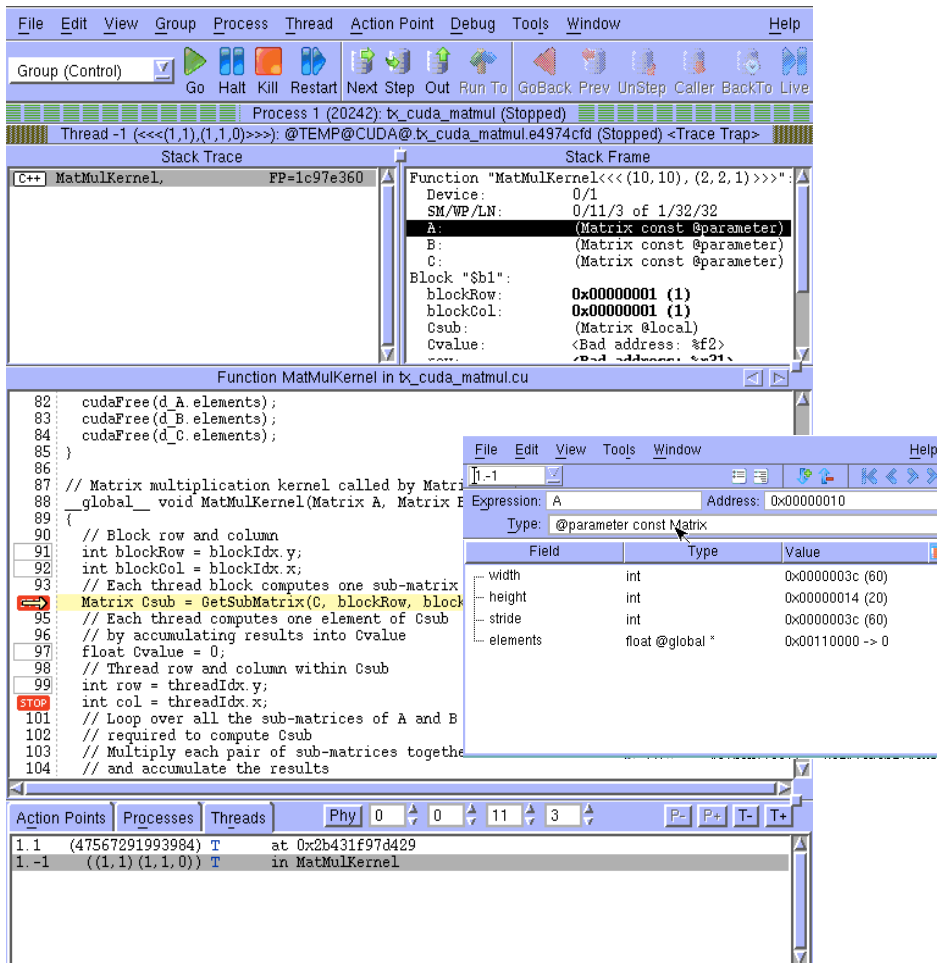 File Edit View Group Process Thread Action Point Debug Tools Window Help
Group (Control)
Go Halt Kill Restart Next Step Out Run To GoBack Prev UnStep Caller BackTo Live
Process 1 (20242): tx_cuda_matmul (Stopped)
Thread -1 (<<<(1,1),(1,1,0)>>>): @TEMP@CUDA@.tx_cuda_matmul.e4974cfd (Stopped) <Trace Trap>
Stack Trace
C++ MatMulKernel, FP=1c97e360
Stack Frame
Function "MatMulKernel<<<(10,10),(2,2,1)>>>":
Device: 0/1
SM/WP/LN: 0/11/3 of 1/32/32
A: (Matrix const @parameter)
B: (Matrix const @parameter)
C: (Matrix const @parameter)
Block "$b1":
blockRow: 0x00000001 (1)
blockCol: 0x00000001 (1)
Csub: (Matrix @local)
Cvalue: <Bad address: %f2>
row: <Bad address: %r21>
Function MatMulKernel in tx_cuda_matmul.cu
82 cudaFree(d_A.elements);
83 cudaFree(d_B.elements);
84 cudaFree(d_C.elements);
85 }
86
87 // Matrix multiplication kernel called by Matri
88 __global__ void MatMulKernel(Matrix A, Matrix B
89 {
90 // Block row and column
91 int blockRow = blockIdx.y;
92 int blockCol = blockIdx.x;
93 // Each thread block computes one sub-matrix
Matrix Csub = GetSubMatrix(C, blockRow, block
95 // Each thread computes one element of Csub
96 // by accumulating results into Cvalue
97 float Cvalue = 0;
98 // Thread row and column within Csub
99 int row = threadIdx.y;
STOP int col = threadIdx.x;
101 // Loop over all the sub-matrices of A and B
102 // required to compute Csub
103 // Multiply each pair of sub-matrices togethe
104 // and accumulate the results
File Edit View Tools Window Help
1.-1
Expression: A Address: 0x00000010
Type: @parameter const Matrix
Field Type Value
width int 0x0000003c (60)
height int 0x00000014 (20)
stride int 0x0000003c (60)
elements float @global * 0x00110000 -> 0
Action Points Processes Threads Phy 0 0 11 3 P- P+ T- T+
1.1 (47567291993984) T at 0x2b431f97d429
1.-1 ((1,1)(1,1,0)) T in MatMulKernel